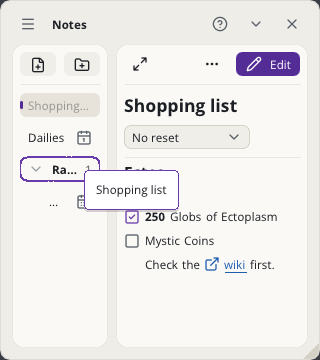 Notes
Edit
Shopping...
Shopping list
Dailies
No reset
Ra... 1
Shopping list
...
250 Globs of Ectoplasm
Mystic Coins
Check the wiki first.